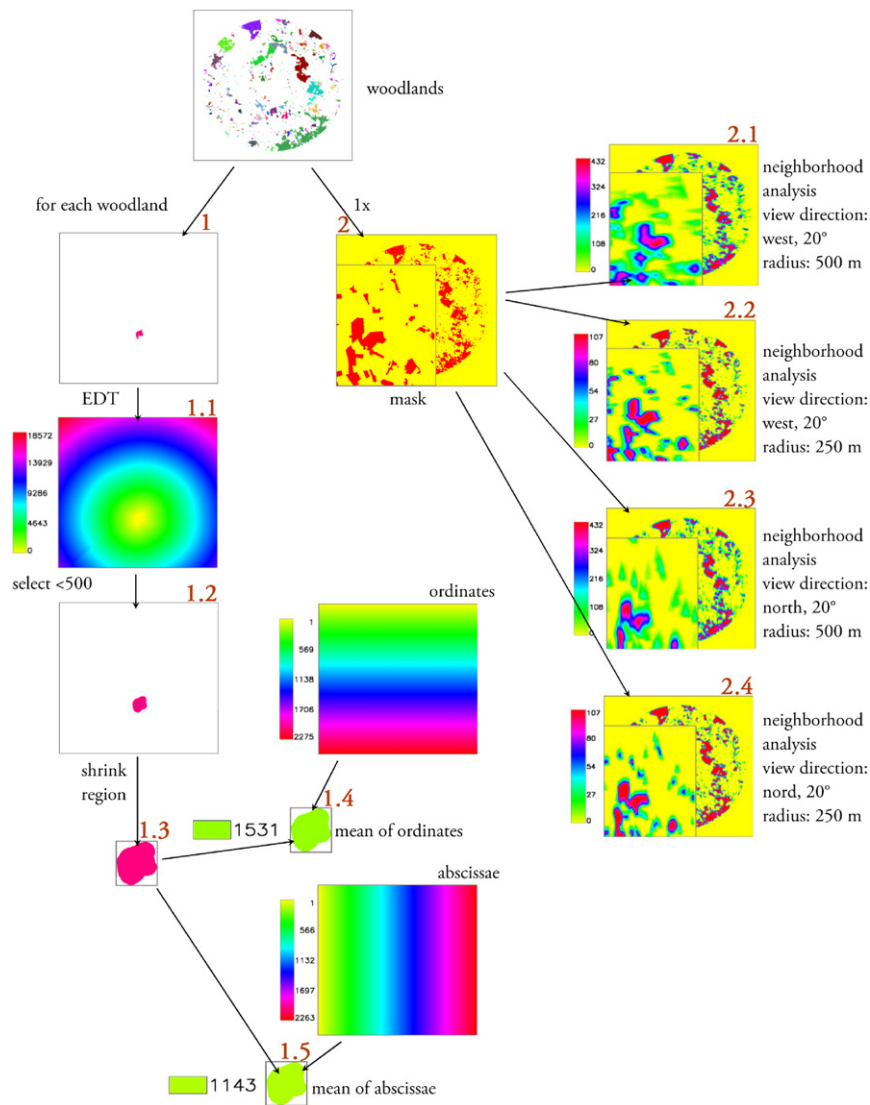 woodlands
for each woodland
1
1x
2
mask
EDT
1.1
18572
13929
9286
4643
0
select <500
1.2
shrink
region
1.3
ordinates
1
569
1138
1706
2275
1.4
1531
mean of ordinates
abscissae
1
566
1132
1697
2263
1.5
1143
mean of abscissae
2.1
432
324
216
108
0
neighborhood
analysis
view direction:
west, 20°
radius: 500 m
2.2
107
80
54
27
0
neighborhood
analysis
view direction:
west, 20°
radius: 250 m
2.3
432
324
216
108
0
neighborhood
analysis
view direction:
north, 20°
radius: 500 m
2.4
107
80
54
27
0
neighborhood
analysis
view direction:
nord, 20°
radius: 250 m